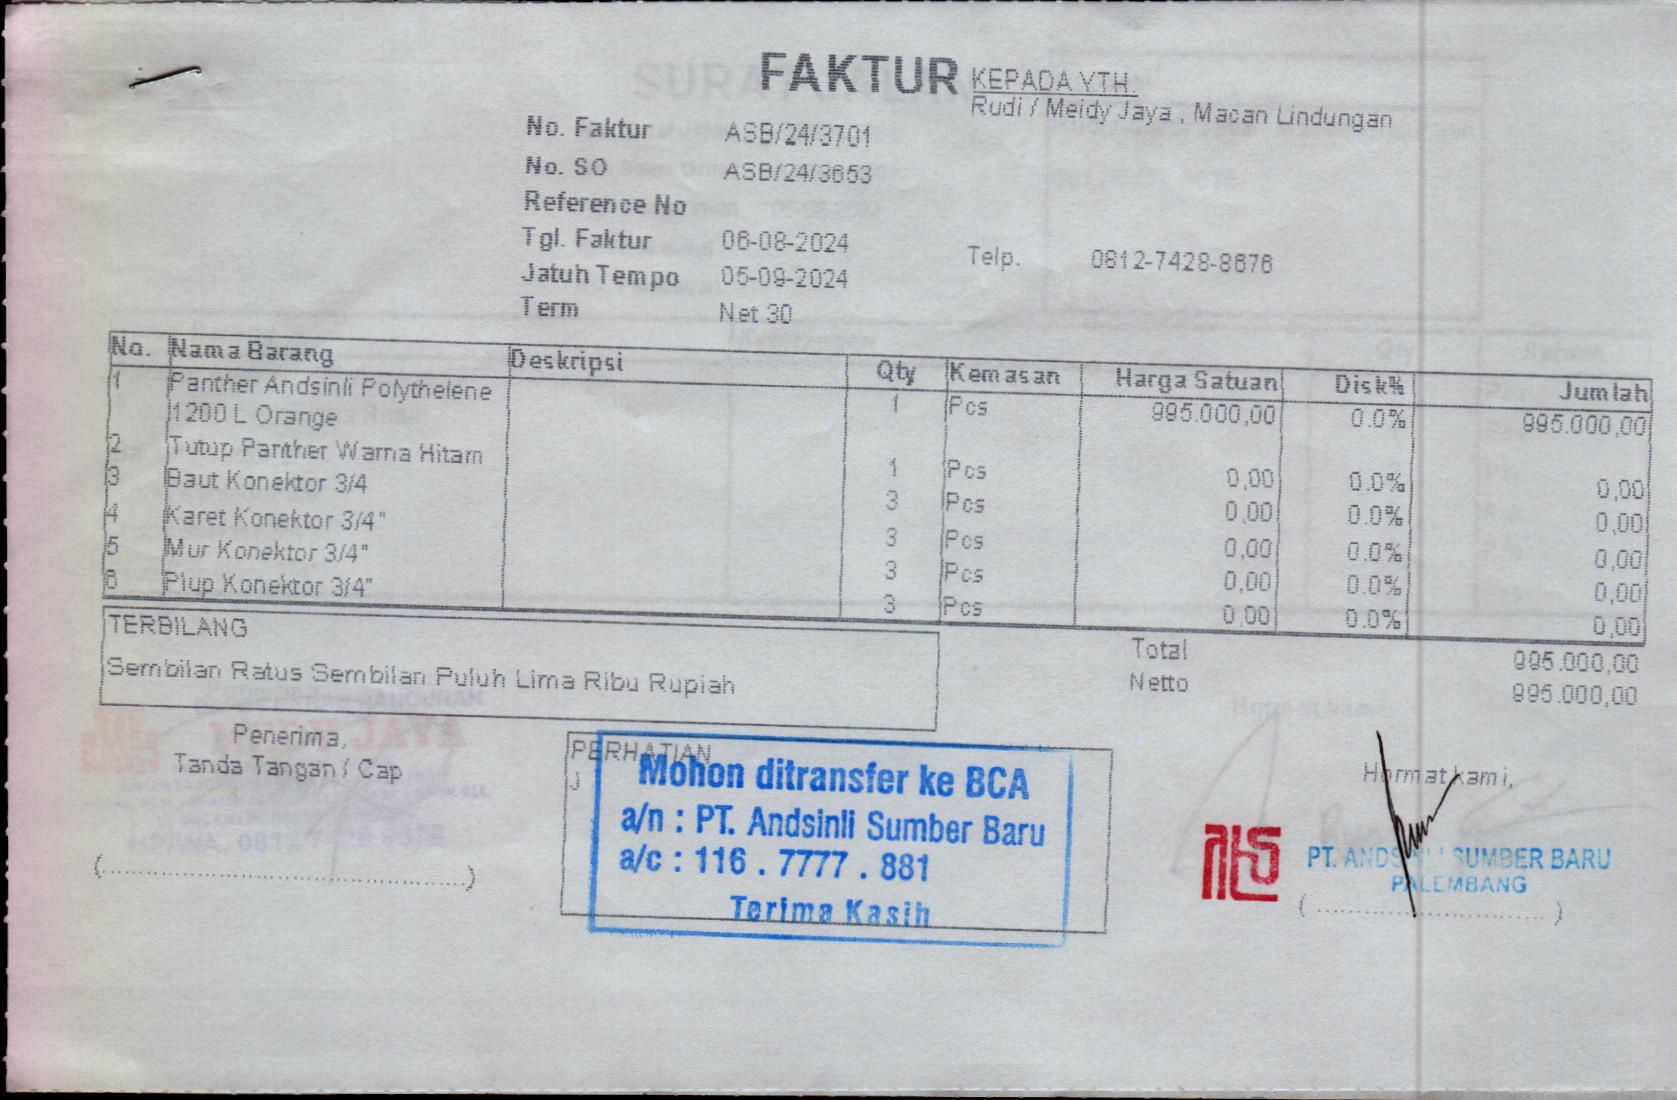 FAKTUR
KEPADA YTH.
Rudi / Meidy Jaya , Macan Lindungan
No. Faktur ASB/24/3701
No. SO ASB/24/3653
Reference No
Tgl. Faktur 06-08-2024
Telp. 0812-7428-8676
Jatuh Tempo 05-09-2024
Term Net 30
No. Nama Barang Deskripsi Qty Kemasan Harga Satuan Disk% Jumlah
1 Panther Andsinli Polythelene 1 Pcs 995.000,00 0.0% 995.000,00
1200 L Orange
2 Tutup Panther Warna Hitam 1 Pcs 0,00 0.0% 0,00
3 Baut Konektor 3/4 3 Pcs 0,00 0.0% 0,00
4 Karet Konektor 3/4" 3 Pcs 0,00 0.0% 0,00
5 Mur Konektor 3/4" 3 Pcs 0,00 0.0% 0,00
6 Plup Konektor 3/4" 3 Pcs 0,00 0.0% 0,00
TERBILANG
Sembilan Ratus Sembilan Puluh Lima Ribu Rupiah
Total 995.000,00
Netto 995.000,00
Penerima,
Tanda Tangan / Cap
(..........)
PERHATIAN
J
Mohon ditransfer ke BCA
a/n : PT. Andsinli Sumber Baru
a/c : 116 . 7777 . 881
Terima Kasih
Hormat kami,
PT. ANDSINLI SUMBER BARU
PALEMBANG
(..........)